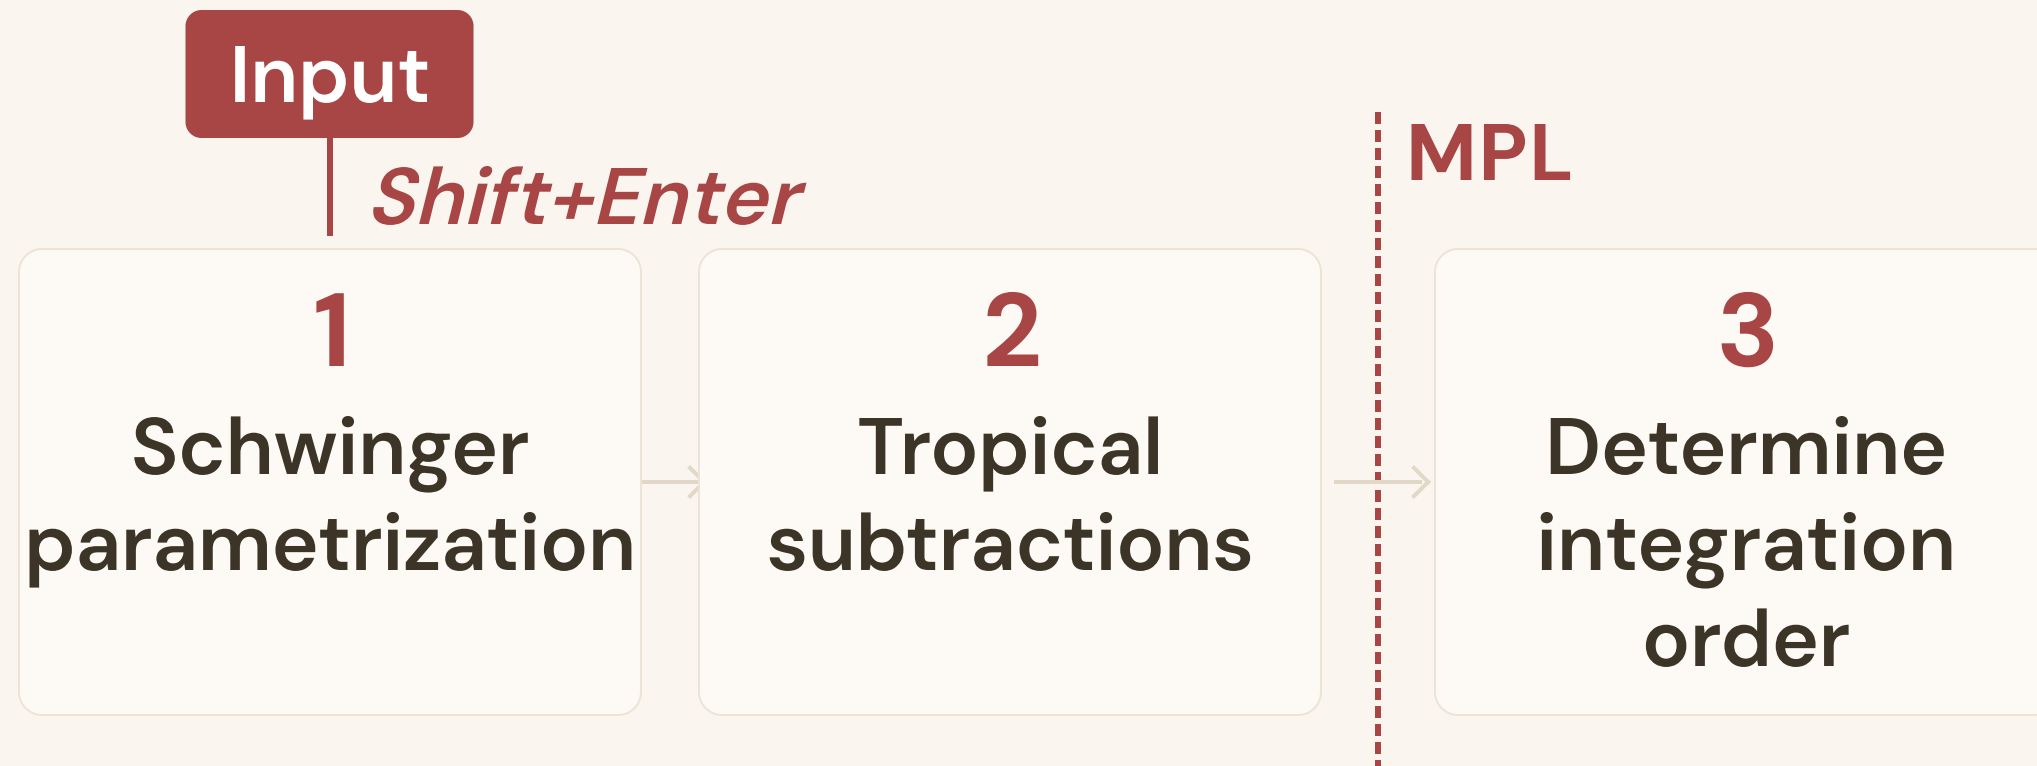 Input
Shift+Enter
MPL
1
Schwinger
parametrization
2
Tropical
subtractions
3
Determine
integration
order